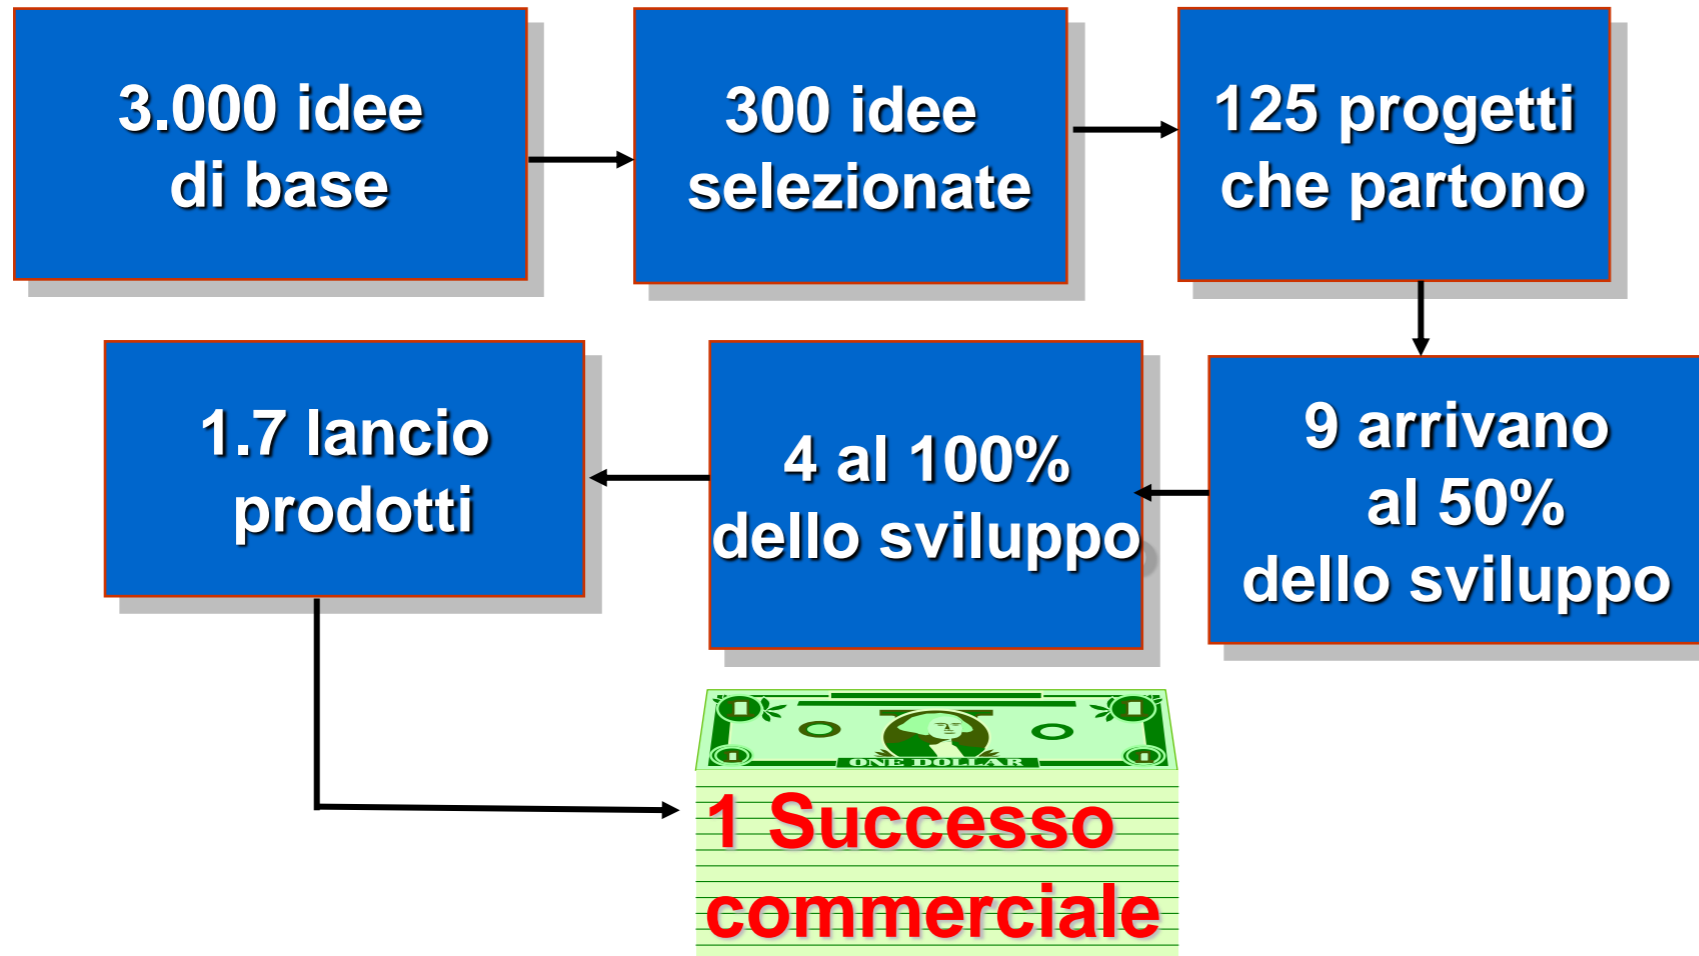 3.000 idee
di base
300 idee
selezionate
125 progetti
che partono
9 arrivano
al 50%
dello sviluppo
4 al 100%
dello sviluppo
1.7 lancio
prodotti
ONE DOLLAR
1 Successo
commerciale